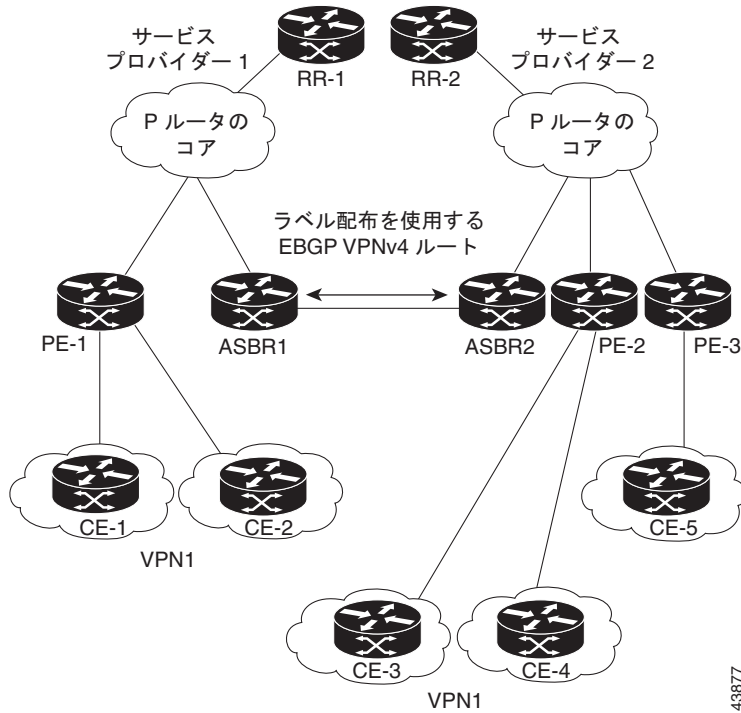 サービス
プロバイダー 1
RR-1
RR-2
サービス
プロバイダー 2
P ルータの
コア
P ルータの
コア
ラベル配布を使用する
EBGP VPNv4 ルート
PE-1
ASBR1
ASBR2
PE-2
PE-3
CE-1
CE-2
CE-5
VPN1
CE-3
CE-4
VPN1
43877